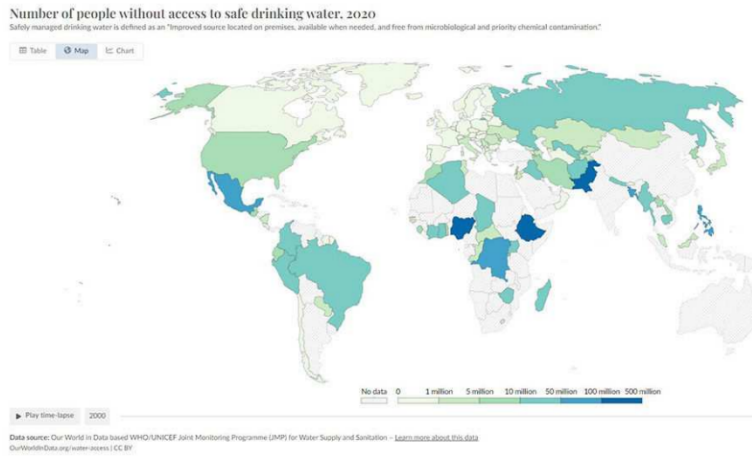 Number of people without access to safe drinking water, 2020
Safely managed drinking water is defined as an "Improved source located on premises, available when needed, and free from microbiological and priority chemical contamination."
Table Map Chart
No data 0 1 million 5 million 10 million 50 million 100 million 500 million
Play time-lapse 2000
Data source: Our World in Data based WHO/UNICEF Joint Monitoring Programme (JMP) for Water Supply and Sanitation – Learn more about this data
OurWorldInData.org/water-access | CC BY